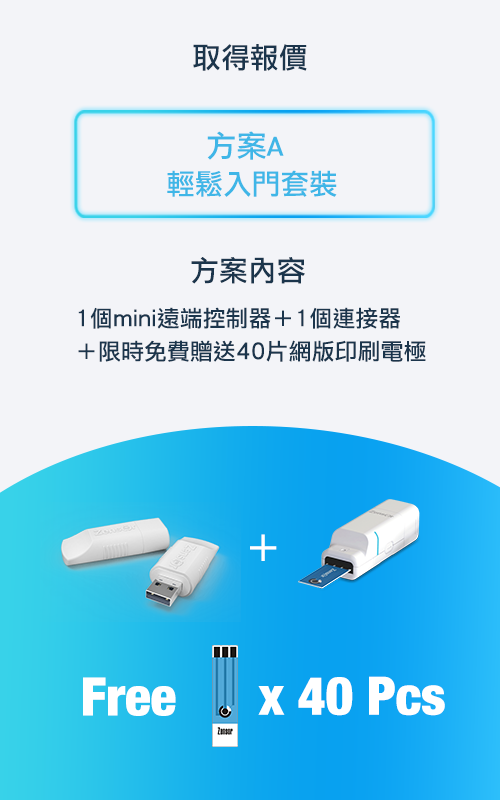 取得報價
方案A
輕鬆入門套裝
方案內容
1個mini遠端控制器＋1個連接器
＋限時免費贈送40片網版印刷電極
+
Free
x 40 Pcs
Zensor